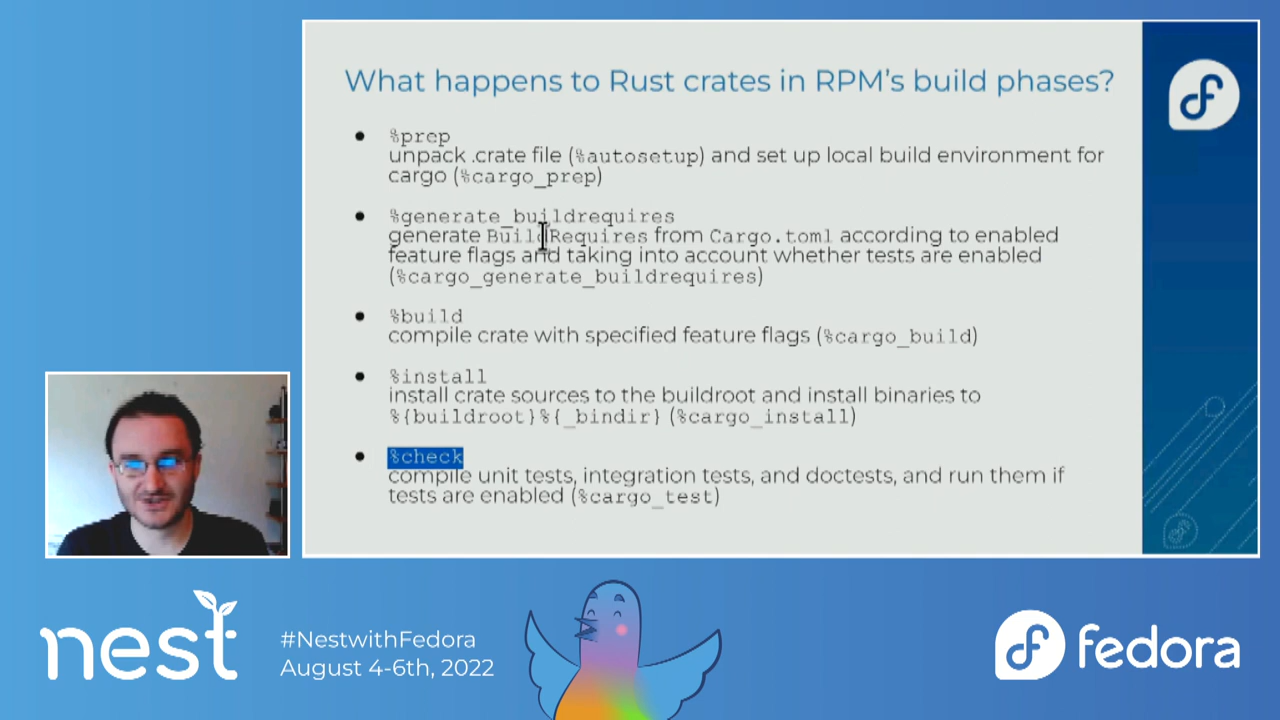 What happens to Rust crates in RPM's build phases?
● %prep
unpack .crate file (%autosetup) and set up local build environment for
cargo (%cargo_prep)
● %generate_buildrequires
generate BuildRequires from Cargo.toml according to enabled
feature flags and taking into account whether tests are enabled
(%cargo_generate_buildrequires)
● %build
compile crate with specified feature flags (%cargo_build)
● %install
install crate sources to the buildroot and install binaries to
%{buildroot}%{_bindir} (%cargo_install)
● %check
compile unit tests, integration tests, and doctests, and run them if
tests are enabled (%cargo_test)
nest
#NestwithFedora
August 4-6th, 2022
fedora